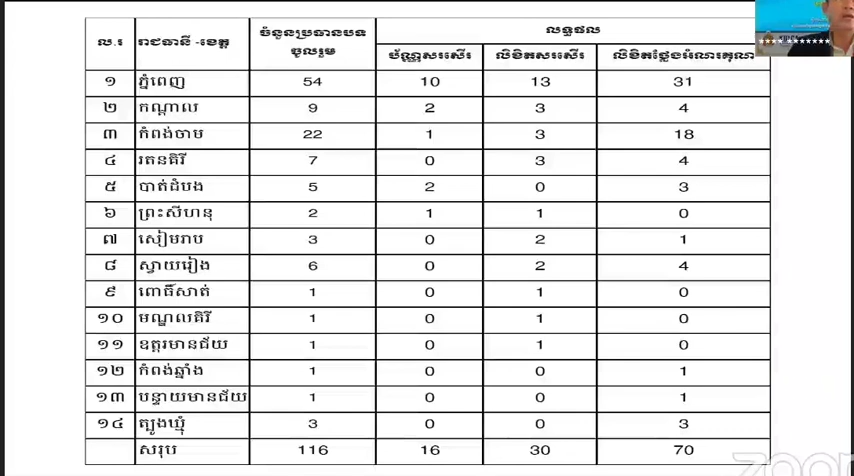 ល.រ រាជធានី -ខេត្ត ចំនួនប្រធានបទ ចូលរួម លទ្ធផល
ប័ណ្ណសរសើរ លិខិតសរសើរ លិខិតថ្លែងអំណរគុណ
១ ភ្នំពេញ 54 10 13 31
២ កណ្តាល 9 2 3 4
៣ កំពង់ចាម 22 1 3 18
៤ រតនគិរី 7 0 3 4
៥ បាត់ដំបង 5 2 0 3
៦ ព្រះសីហនុ 2 1 1 0
៧ សៀមរាប 3 0 2 1
៨ ស្វាយរៀង 6 0 2 4
៩ ពោធិ៍សាត់ 1 0 1 0
១០ មណ្ឌលគិរី 1 0 1 0
១១ ឧត្តរមានជ័យ 1 0 1 0
១២ កំពង់ឆ្នាំង 1 0 0 1
១៣ បន្ទាយមានជ័យ 1 0 0 1
១៤ ត្បូងឃ្មុំ 3 0 0 3
សរុប 116 16 30 70
zoom